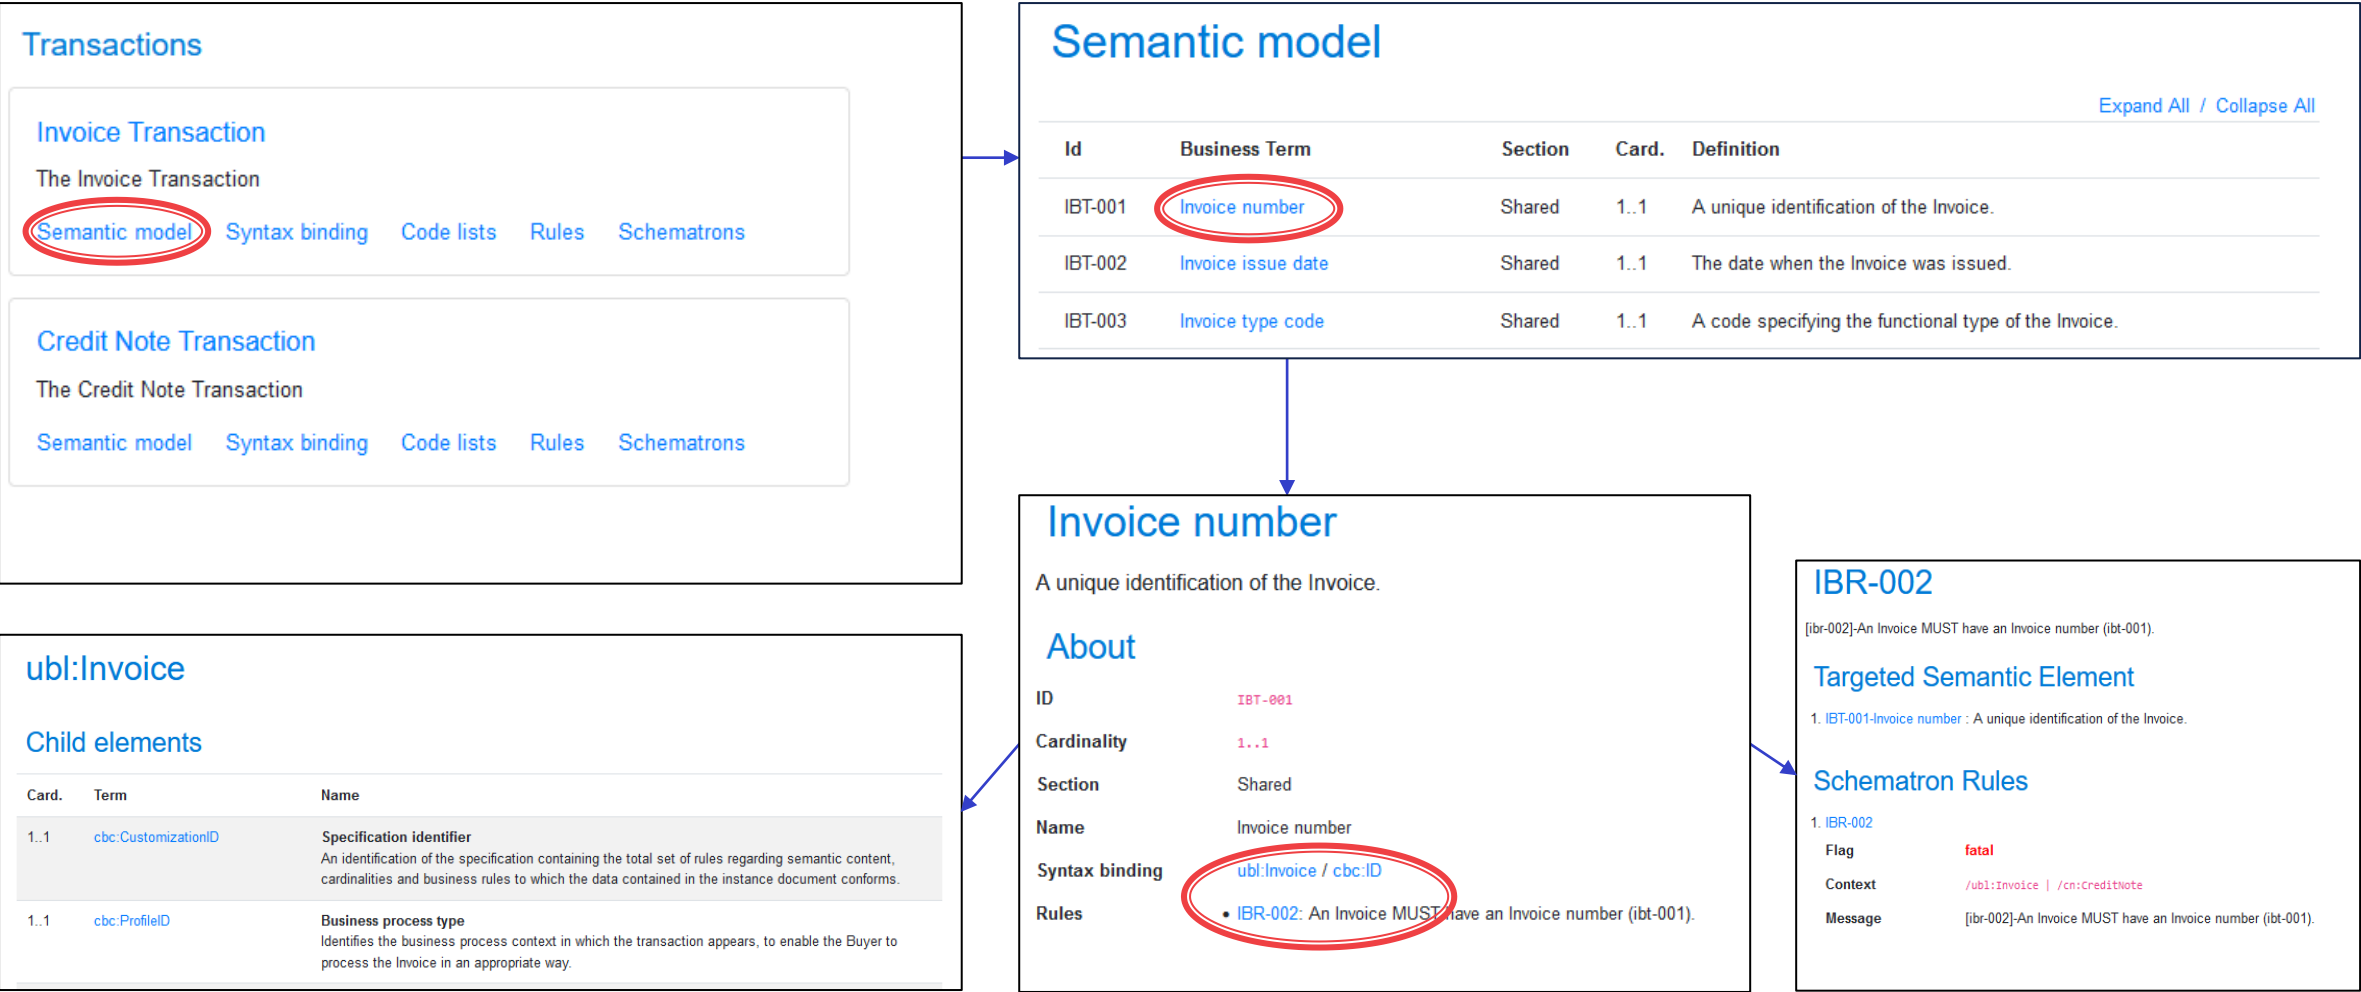 Transactions
Invoice Transaction
The Invoice Transaction
Semantic model Syntax binding Code lists Rules Schematrons
Credit Note Transaction
The Credit Note Transaction
Semantic model Syntax binding Code lists Rules Schematrons
Semantic model
Expand All / Collapse All
Id Business Term Section Card. Definition
IBT-001 Invoice number Shared 1..1 A unique identification of the Invoice.
IBT-002 Invoice issue date Shared 1..1 The date when the Invoice was issued.
IBT-003 Invoice type code Shared 1..1 A code specifying the functional type of the Invoice.
ubl:Invoice
Child elements
Card. Term Name
1..1 cbc:CustomizationID Specification identifier
An identification of the specification containing the total set of rules regarding semantic content,
cardinalities and business rules to which the data contained in the instance document conforms.
1..1 cbc:ProfileID Business process type
Identifies the business process context in which the transaction appears, to enable the Buyer to
process the Invoice in an appropriate way.
Invoice number
A unique identification of the Invoice.
About
ID IBT-001
Cardinality 1..1
Section Shared
Name Invoice number
Syntax binding ubl:Invoice / cbc:ID
Rules • IBR-002: An Invoice MUST have an Invoice number (ibt-001).
IBR-002
[ibr-002]-An Invoice MUST have an Invoice number (ibt-001).
Targeted Semantic Element
1. IBT-001-Invoice number : A unique identification of the Invoice.
Schematron Rules
1. IBR-002
Flag fatal
Context /ubl:Invoice | /cn:CreditNote
Message [ibr-002]-An Invoice MUST have an Invoice number (ibt-001).